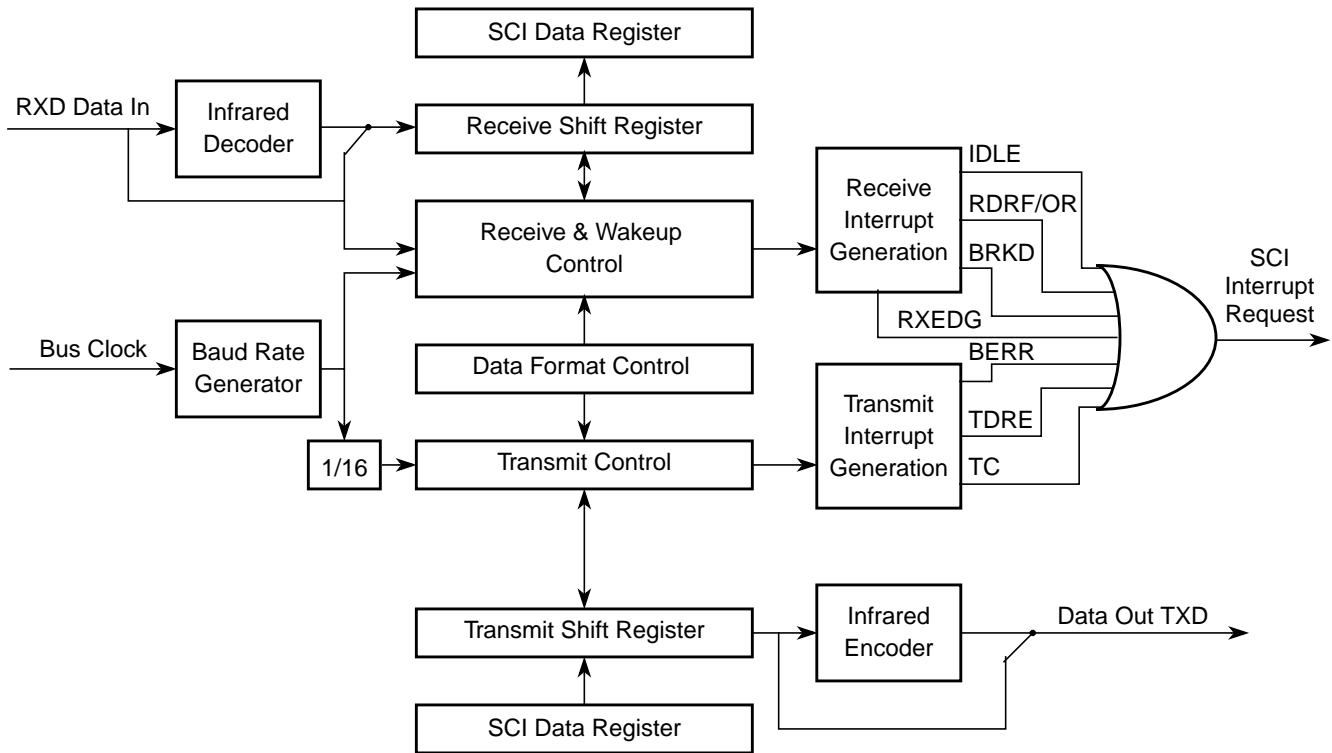 SCI Data Register
RXD Data In
Infrared
Decoder
Receive Shift Register
Receive & Wakeup
Control
Receive
Interrupt
Generation
IDLE
RDRF/OR
BRKD
RXEDG
SCI
Interrupt
Request
Bus Clock
Baud Rate
Generator
Data Format Control
BERR
Transmit
Interrupt
Generation
TDRE
TC
1/16
Transmit Control
Transmit Shift Register
Infrared
Encoder
Data Out TXD
SCI Data Register